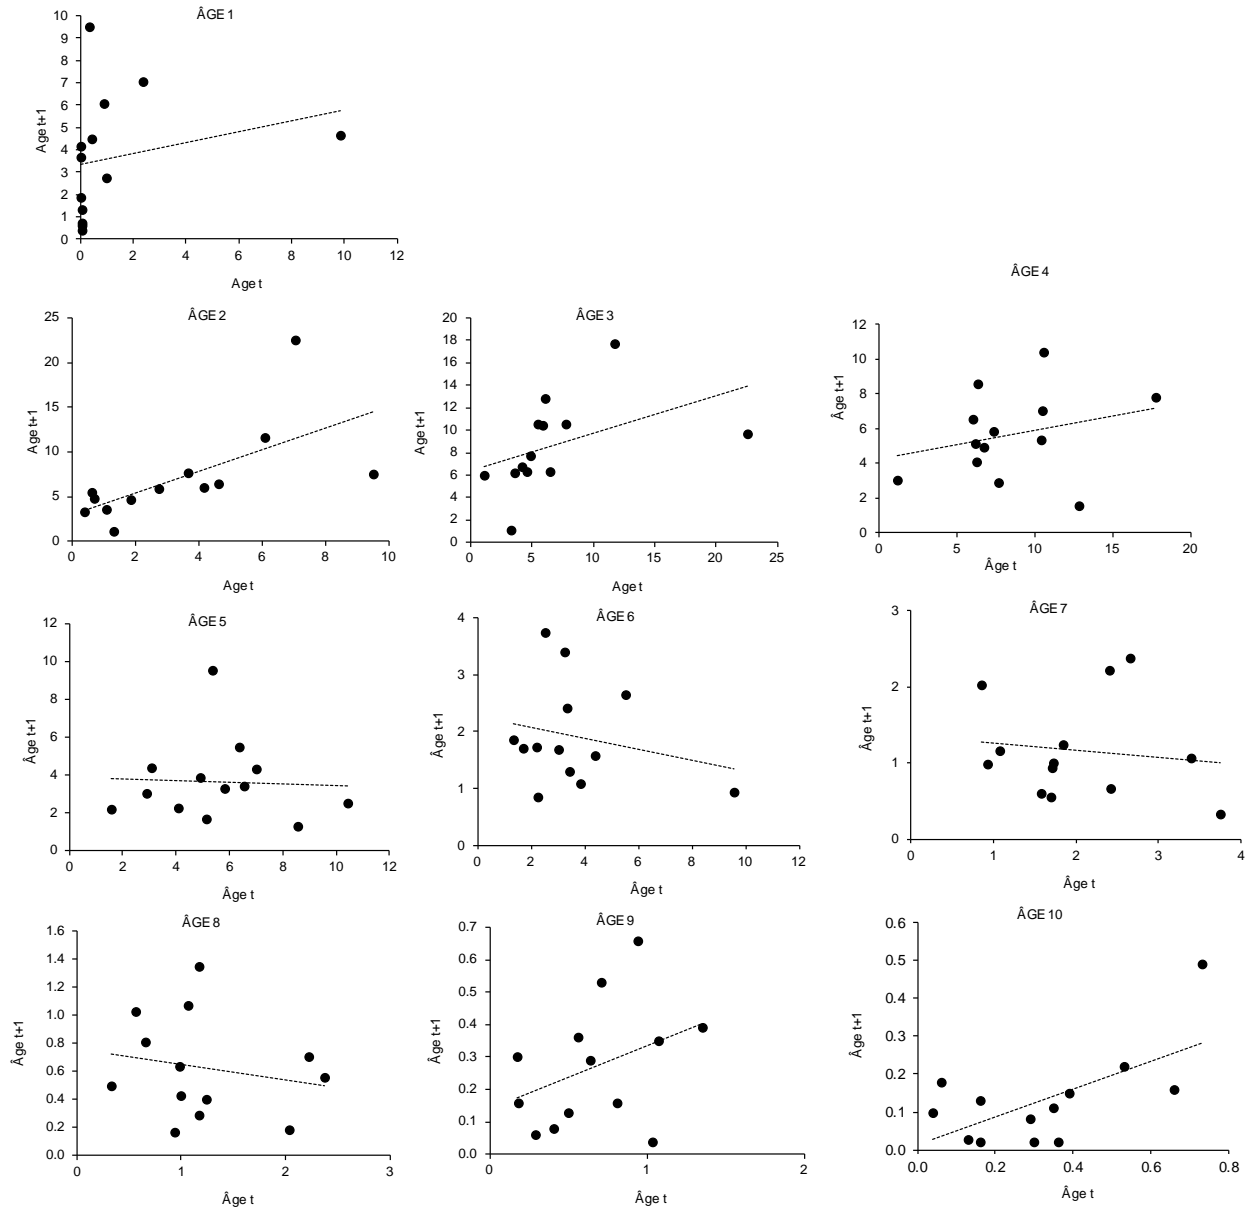 ÂGE 1
10
9
8
7
6
5
4
3
2
1
0
Age t+1
0 2 4 6 8 10 12
Age t
ÂGE 2
25
20
15
10
5
0
Age t+1
0 2 4 6 8 10
Age t
ÂGE 3
20
18
16
14
12
10
8
6
4
2
0
Age t+1
0 5 10 15 20 25
Age t
ÂGE 4
12
10
8
6
4
2
0
Âge t+1
0 5 10 15 20
Âge t
ÂGE 5
12
10
8
6
4
2
0
Âge t+1
0 2 4 6 8 10 12
Âge t
ÂGE 6
4
3
2
1
0
Âge t+1
0 2 4 6 8 10 12
Âge t
ÂGE 7
3
2
1
0
Âge t+1
0 1 2 3 4
Âge t
ÂGE 8
1.6
1.4
1.2
1.0
0.8
0.6
0.4
0.2
0.0
Âge t+1
0 1 2 3
Âge t
ÂGE 9
0.7
0.6
0.5
0.4
0.3
0.2
0.1
0.0
Âge t+1
0 1 2
Âge t
ÂGE 10
0.6
0.5
0.4
0.3
0.2
0.1
0.0
Âge t+1
0.0 0.2 0.4 0.6 0.8
Âge t